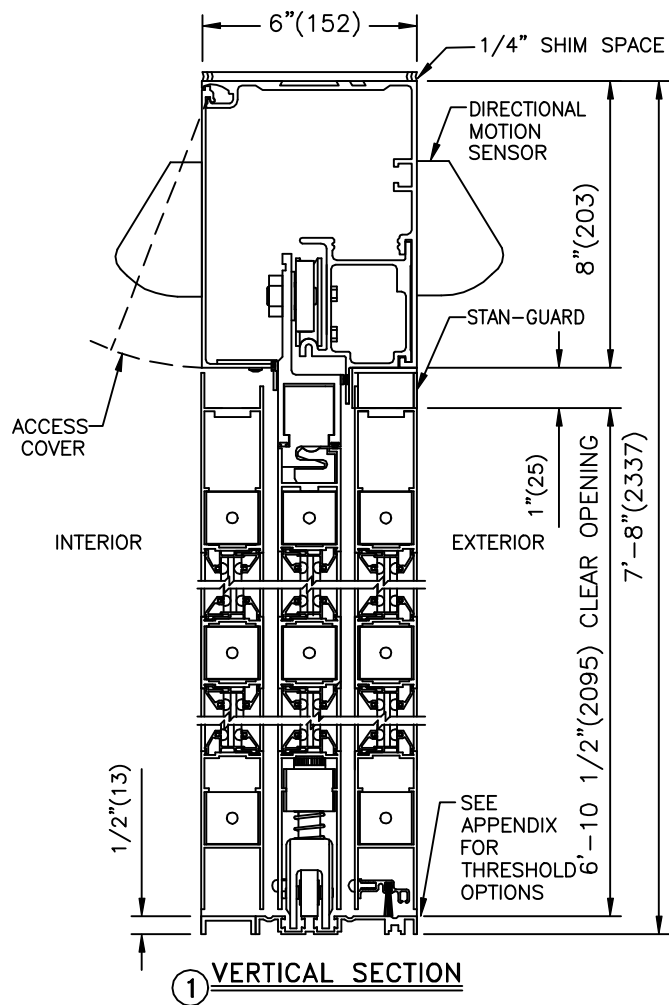 6"(152)
1/4" SHIM SPACE
DIRECTIONAL
MOTION
SENSOR
8"(203)
STAN-GUARD
ACCESS
COVER
1"(25)
6'-10 1/2"(2095) CLEAR OPENING
7'-8"(2337)
INTERIOR
EXTERIOR
1/2"(13)
SEE
APPENDIX
FOR
THRESHOLD
OPTIONS
1 VERTICAL SECTION